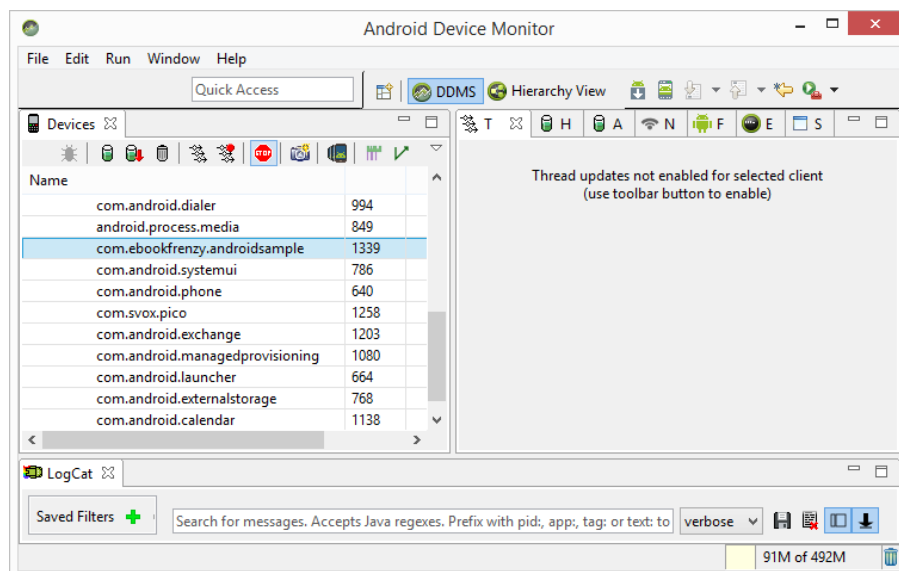 Android Device Monitor
File Edit Run Window Help
Quick Access DDMS Hierarchy View
Devices T H A N F E S
STOP
Name
Thread updates not enabled for selected client
(use toolbar button to enable)
com.android.dialer 994
android.process.media 849
com.ebookfrenzy.androidsample 1339
com.android.systemui 786
com.android.phone 640
com.svox.pico 1258
com.android.exchange 1203
com.android.managedprovisioning 1080
com.android.launcher 664
com.android.externalstorage 768
com.android.calendar 1138
LogCat
Saved Filters
Search for messages. Accepts Java regexes. Prefix with pid:, app:, tag: or text: to verbose
91M of 492M